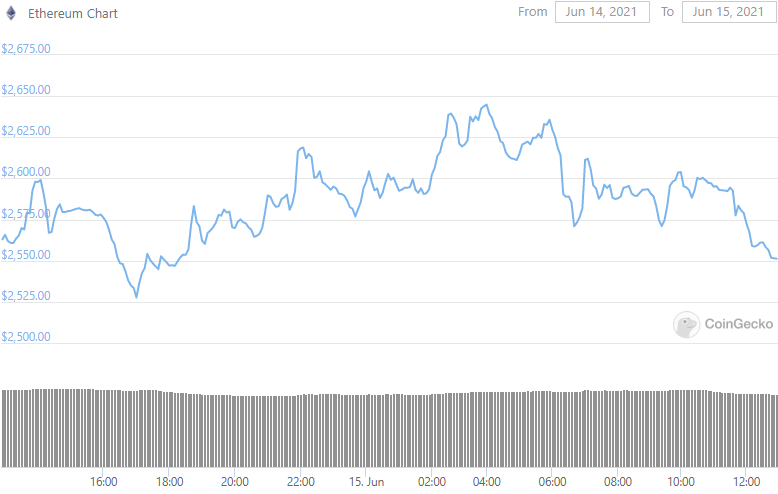 Ethereum Chart
From Jun 14, 2021 To Jun 15, 2021
$2,675.00
$2,650.00
$2,625.00
$2,600.00
$2,575.00
$2,550.00
$2,525.00
$2,500.00
CoinGecko
16:00 18:00 20:00 22:00 15. Jun 02:00 04:00 06:00 08:00 10:00 12:00